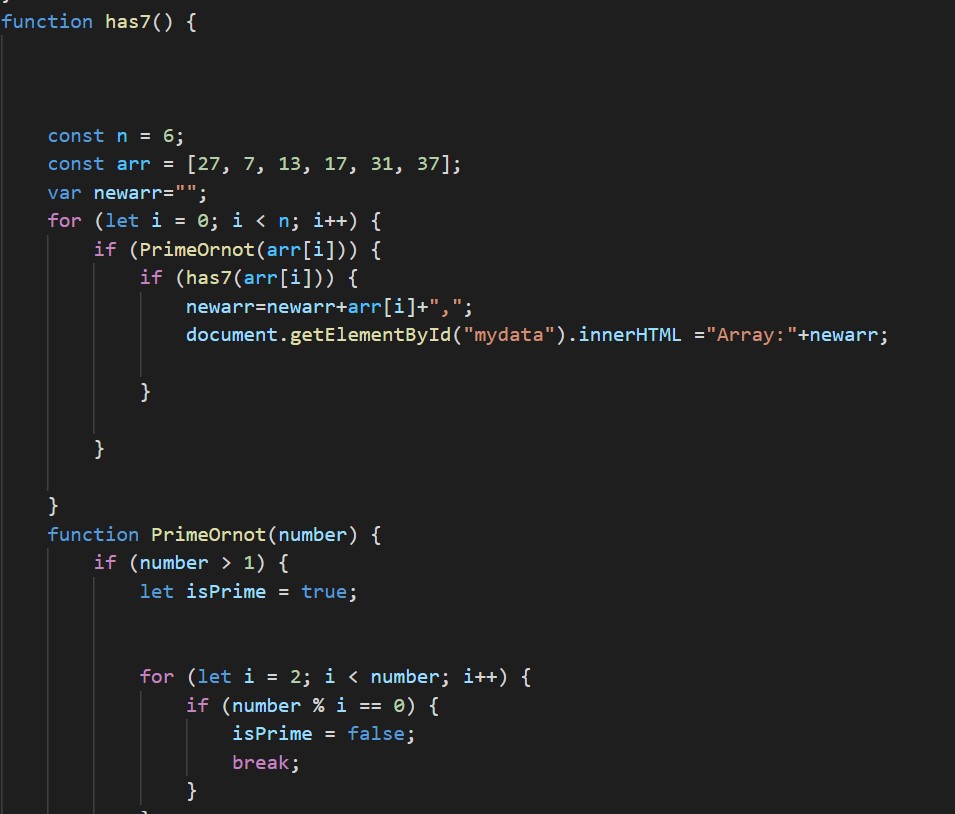 function has7() {
const n = 6;
const arr = [27, 7, 13, 17, 31, 37];
var newarr="";
for (let i = 0; i < n; i++) {
if (PrimeOrnot(arr[i])) {
if (has7(arr[i])) {
newarr=newarr+arr[i]+",";
document.getElementById("mydata").innerHTML ="Array:"+newarr;
}
}
}
function PrimeOrnot(number) {
if (number > 1) {
let isPrime = true;
for (let i = 2; i < number; i++) {
if (number % i == 0) {
isPrime = false;
break;
}